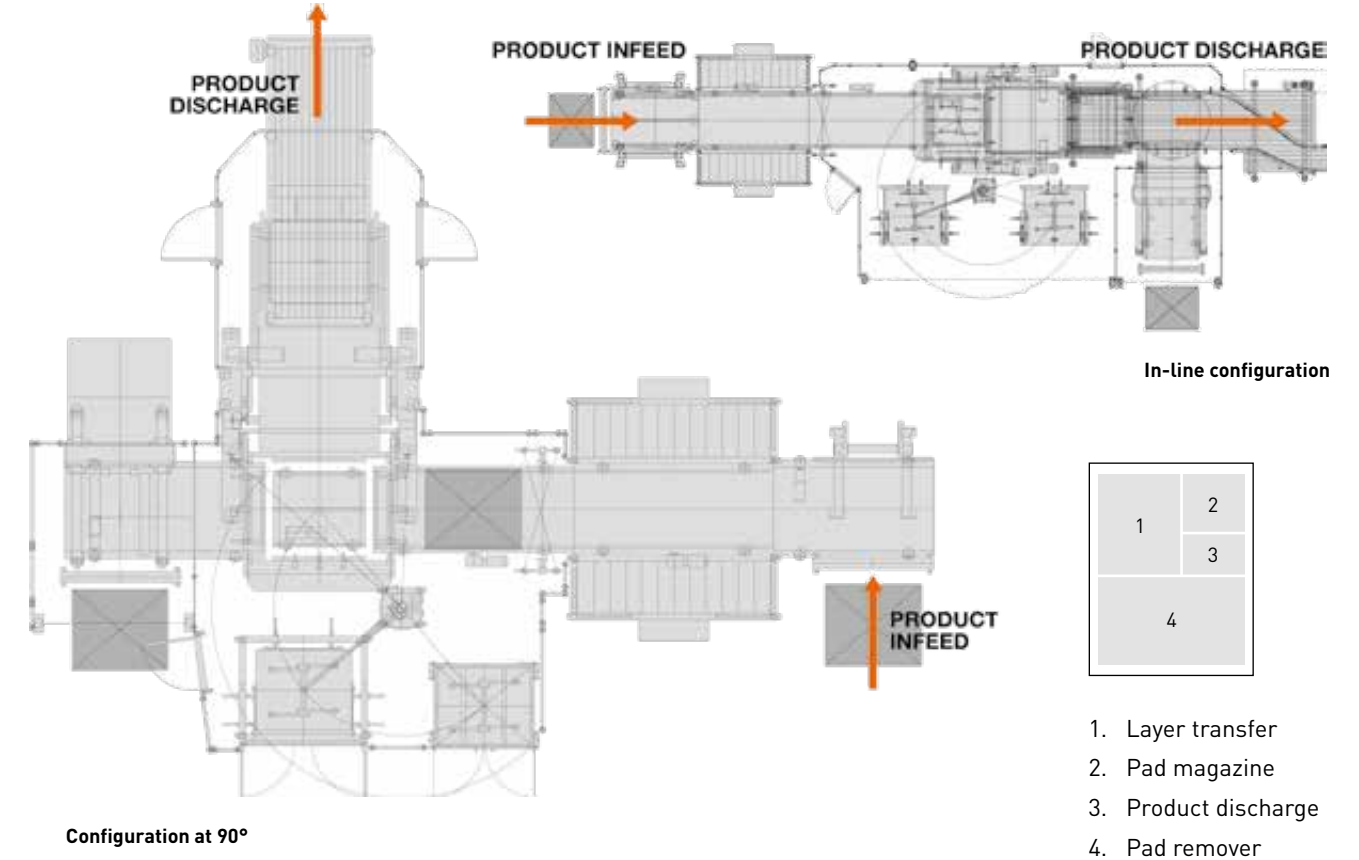 PRODUCT
DISCHARGE
PRODUCT INFEED
PRODUCT DISCHARGE
In-line configuration
PRODUCT
INFEED
Configuration at 90°
1
2
3
4
1. Layer transfer
2. Pad magazine
3. Product discharge
4. Pad remover